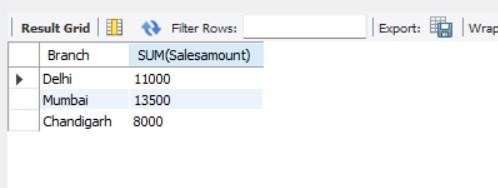 Result Grid Filter Rows: Export: Wrap
Branch SUM(Salesamount)
Delhi 11000
Mumbai 13500
Chandigarh 8000